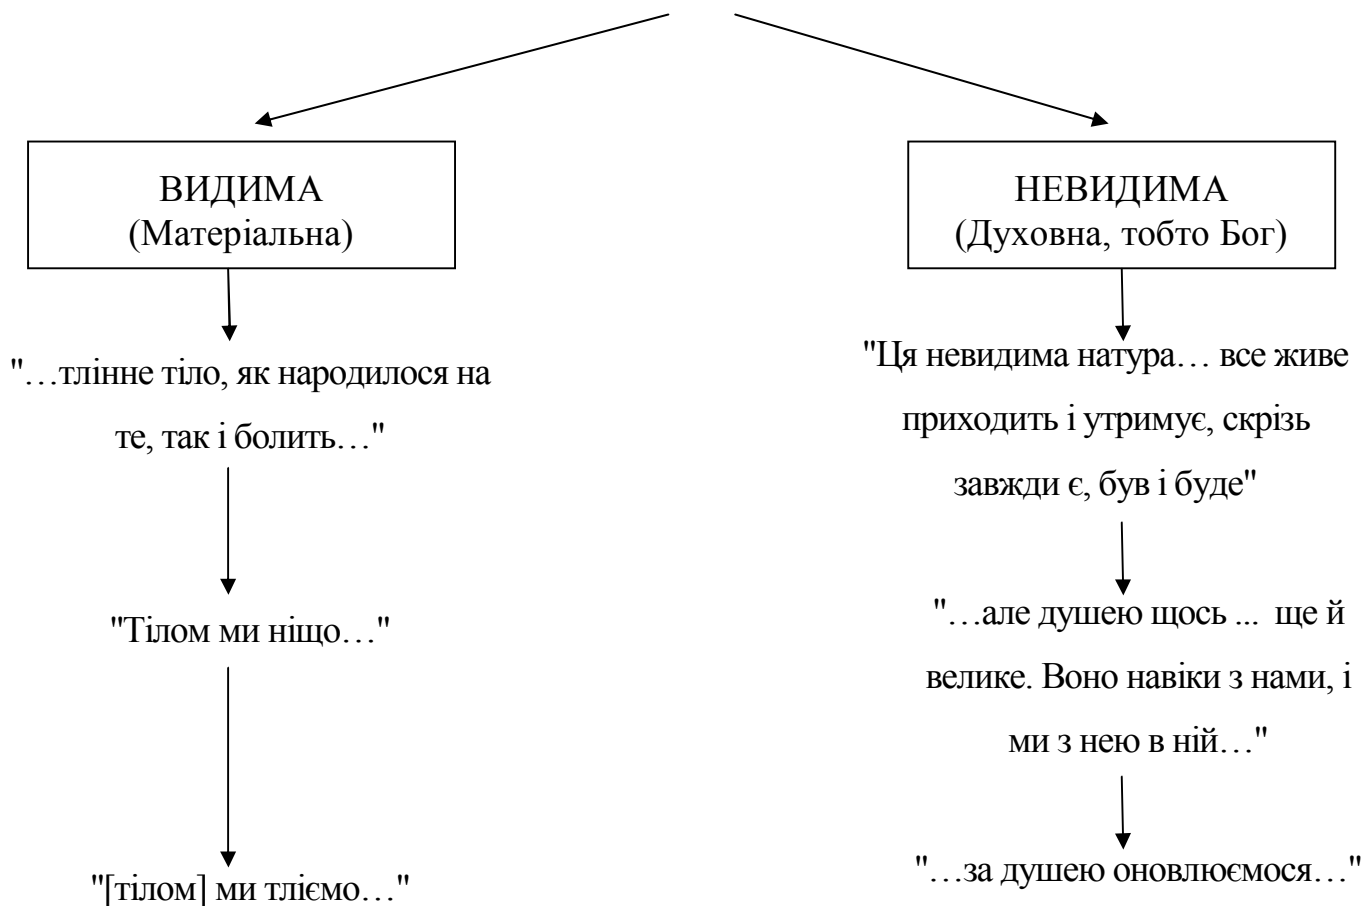 ВИДИМА
(Матеріальна)
"…тлінне тіло, як народилося на
те, так і болить…"
"Тілом ми ніщо…"
"[тілом] ми тліємо…"
НЕВИДИМА
(Духовна, тобто Бог)
"Ця невидима натура… все живе
приходить і утримує, скрізь
завжди є, був і буде"
"…але душею щось ... ще й
велике. Воно навіки з нами, і
ми з нею в ній…"
"…за душею оновлюємося…"